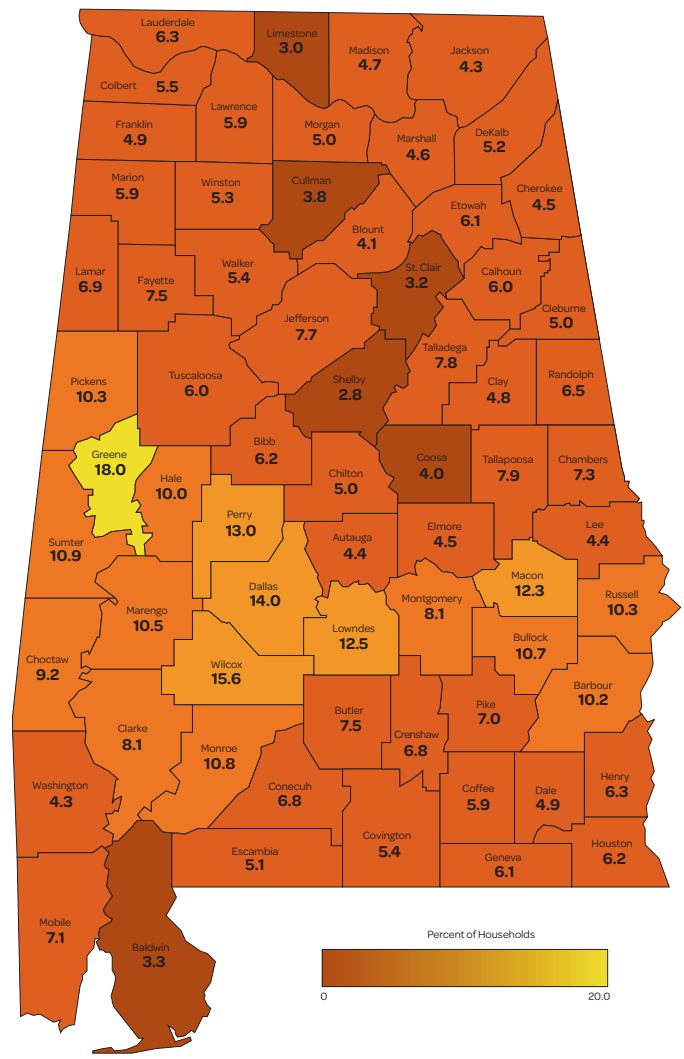 Lauderdale
6.3
Limestone
3.0
Madison
4.7
Jackson
4.3
Colbert 5.5
Lawrence
5.9
Franklin
4.9
Morgan
5.0
Marshall
4.6
DeKalb
5.2
Marion
5.9
Winston
5.3
Cullman
3.8
Cherokee
4.5
Etowah
6.1
Blount
4.1
Lamar
6.9
Fayette
7.5
Walker
5.4
St. Clair
3.2
Calhoun
6.0
Cleburne
5.0
Jefferson
7.7
Talladega
7.8
Pickens
10.3
Tuscaloosa
6.0
Shelby
2.8
Clay
4.8
Randolph
6.5
Greene
18.0
Hale
10.0
Bibb
6.2
Chilton
5.0
Coosa
4.0
Tallapoosa
7.9
Chambers
7.3
Sumter
10.9
Perry
13.0
Autauga
4.4
Elmore
4.5
Lee
4.4
Marengo
10.5
Dallas
14.0
Lowndes
12.5
Montgomery
8.1
Macon
12.3
Russell
10.3
Bullock
10.7
Choctaw
9.2
Wilcox
15.6
Barbour
10.2
Clarke
8.1
Monroe
10.8
Butler
7.5
Crenshaw
6.8
Pike
7.0
Washington
4.3
Conecuh
6.8
Coffee
5.9
Dale
4.9
Henry
6.3
Escambia
5.1
Covington
5.4
Geneva
6.1
Houston
6.2
Mobile
7.1
Baldwin
3.3
Percent of Households
0 20.0